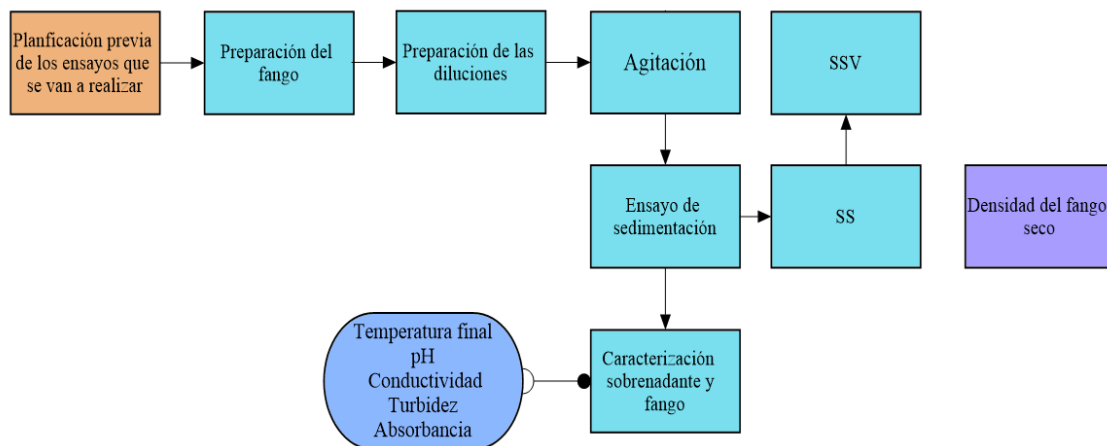 Planficación previa
de los ensayos que
se van a realizar
Preparación del
fango
Preparación de las
diluciones
Agitación
SSV
Ensayo de
sedimentación
SS
Densidad del fango
seco
Temperatura final
pH
Conductividad
Turbidez
Absorbancia
Caracterización
sobrenadante y
fango